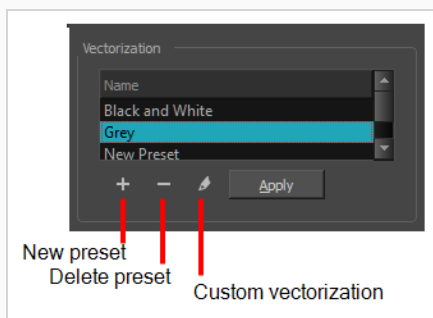 Vectorization
Name
Black and White
Grey
New Preset
Apply
New preset
Delete preset
Custom vectorization